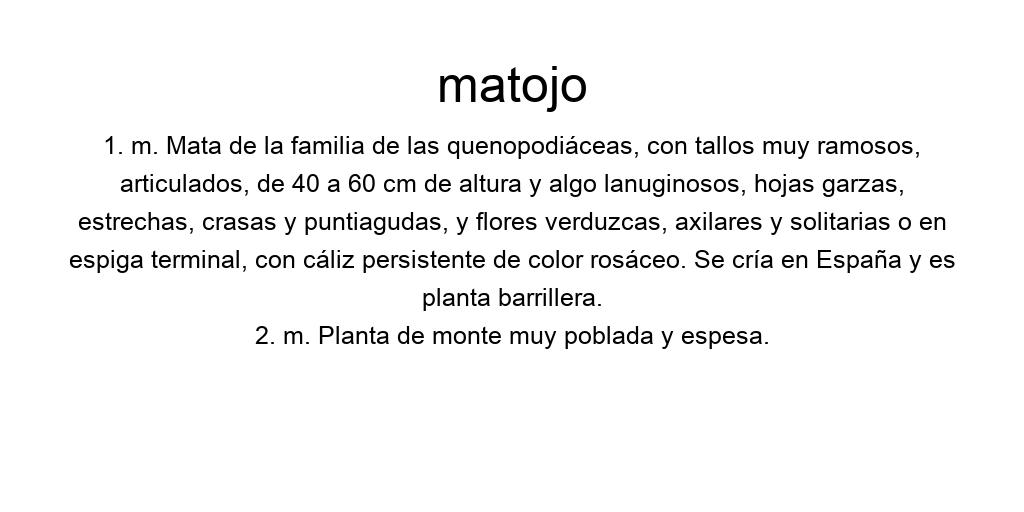 matojo
1. m. Mata de la familia de las quenopodiáceas, con tallos muy ramosos,
articulados, de 40 a 60 cm de altura y algo lanuginosos, hojas garzas,
estrechas, crasas y puntiagudas, y flores verduzcas, axilares y solitarias o en
espiga terminal, con cáliz persistente de color rosáceo. Se cría en España y es
planta barrillera.
2. m. Planta de monte muy poblada y espesa.